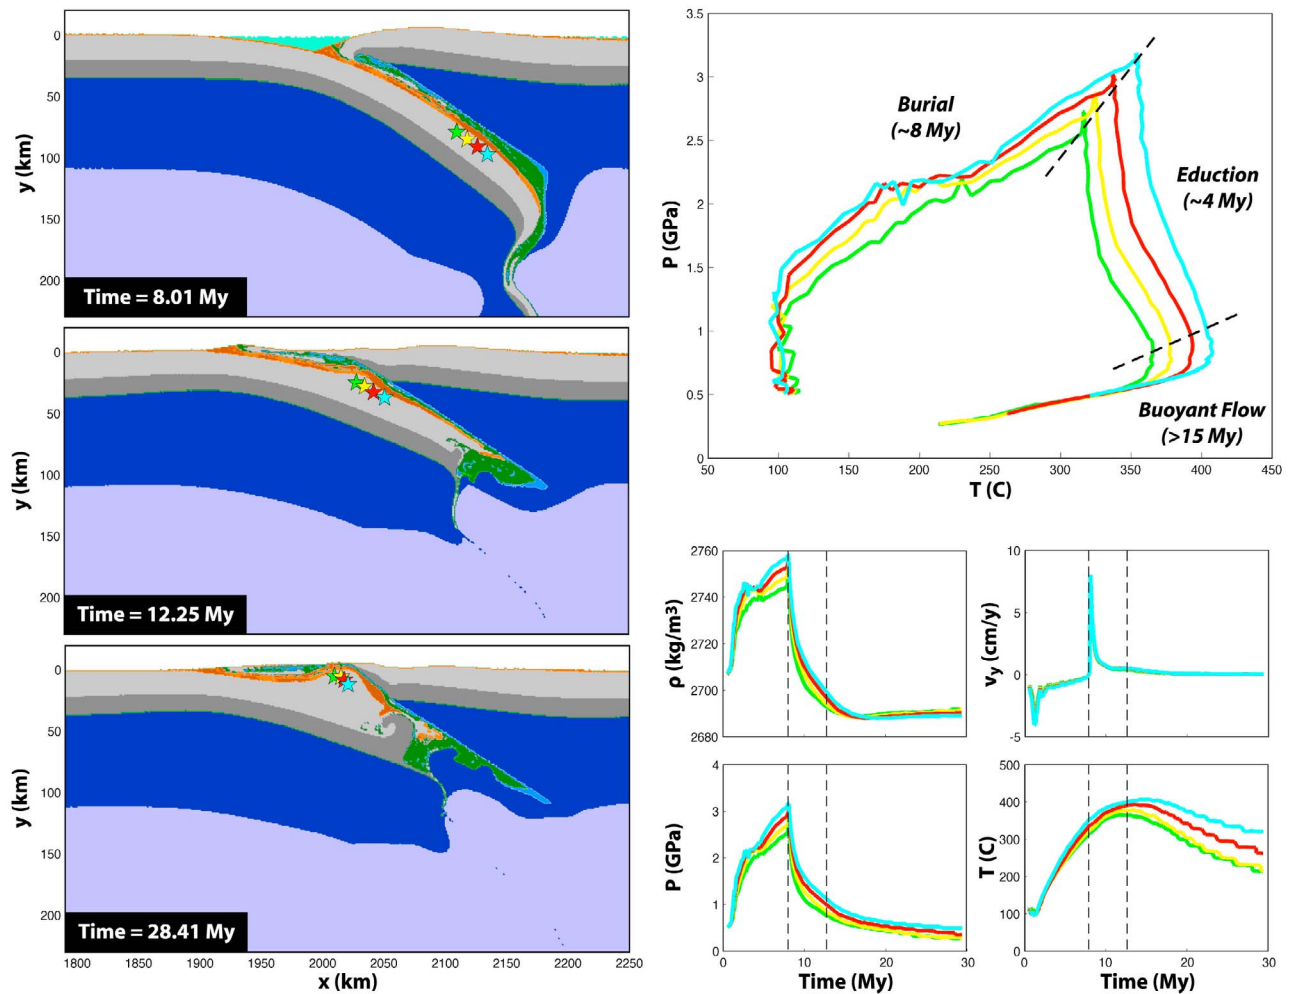 0
50
100
150
200
y (km)
Time = 8.01 My
0
50
100
150
200
y (km)
Time = 12.25 My
0
50
100
150
200
y (km)
Time = 28.41 My
1800 1850 1900 1950 2000 2050 2100 2150 2200 2250
x (km)
3.5
3
2.5
2
1.5
1
0.5
0
P (GPa)
Burial
(~8 My)
Eduction
(~4 My)
Buoyant Flow
(>15 My)
50 100 150 200 250 300 350 400 450
T (C)
2760
2740
2720
2700
2680
ρ (kg/m3)
10
5
0
-5
vy (cm/y)
4
3
2
1
0
P (GPa)
0 10 20 30
Time (My)
500
400
300
200
100
0
T (C)
0 10 20 30
Time (My)